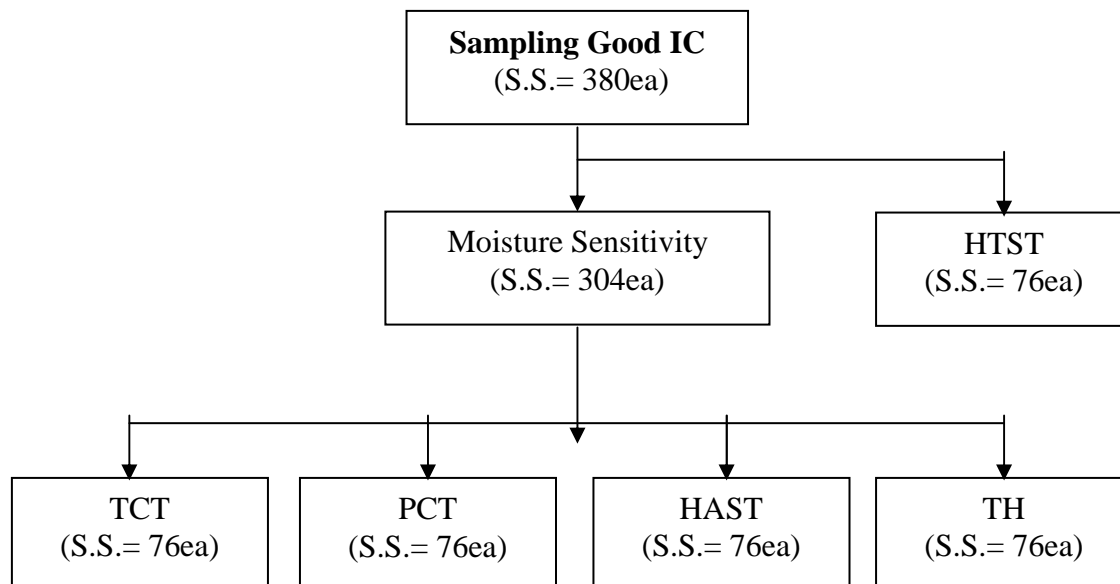 Sampling Good IC
(S.S.= 380ea)
Moisture Sensitivity
(S.S.= 304ea)
HTST
(S.S.= 76ea)
TCT
(S.S.= 76ea)
PCT
(S.S.= 76ea)
HAST
(S.S.= 76ea)
TH
(S.S.= 76ea)